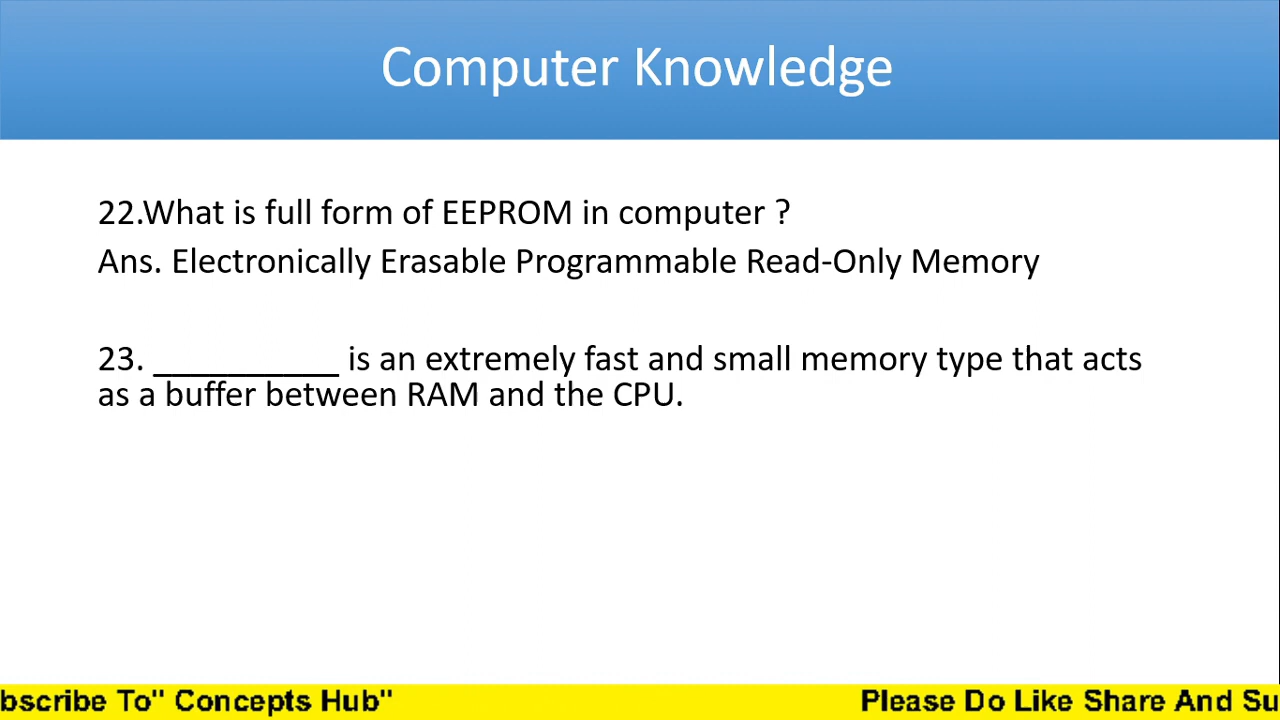 Computer Knowledge
22.What is full form of EEPROM in computer ?
Ans. Electronically Erasable Programmable Read-Only Memory
23. __________ is an extremely fast and small memory type that acts
as a buffer between RAM and the CPU.
bscribe To" Concepts Hub" Please Do Like Share And Su